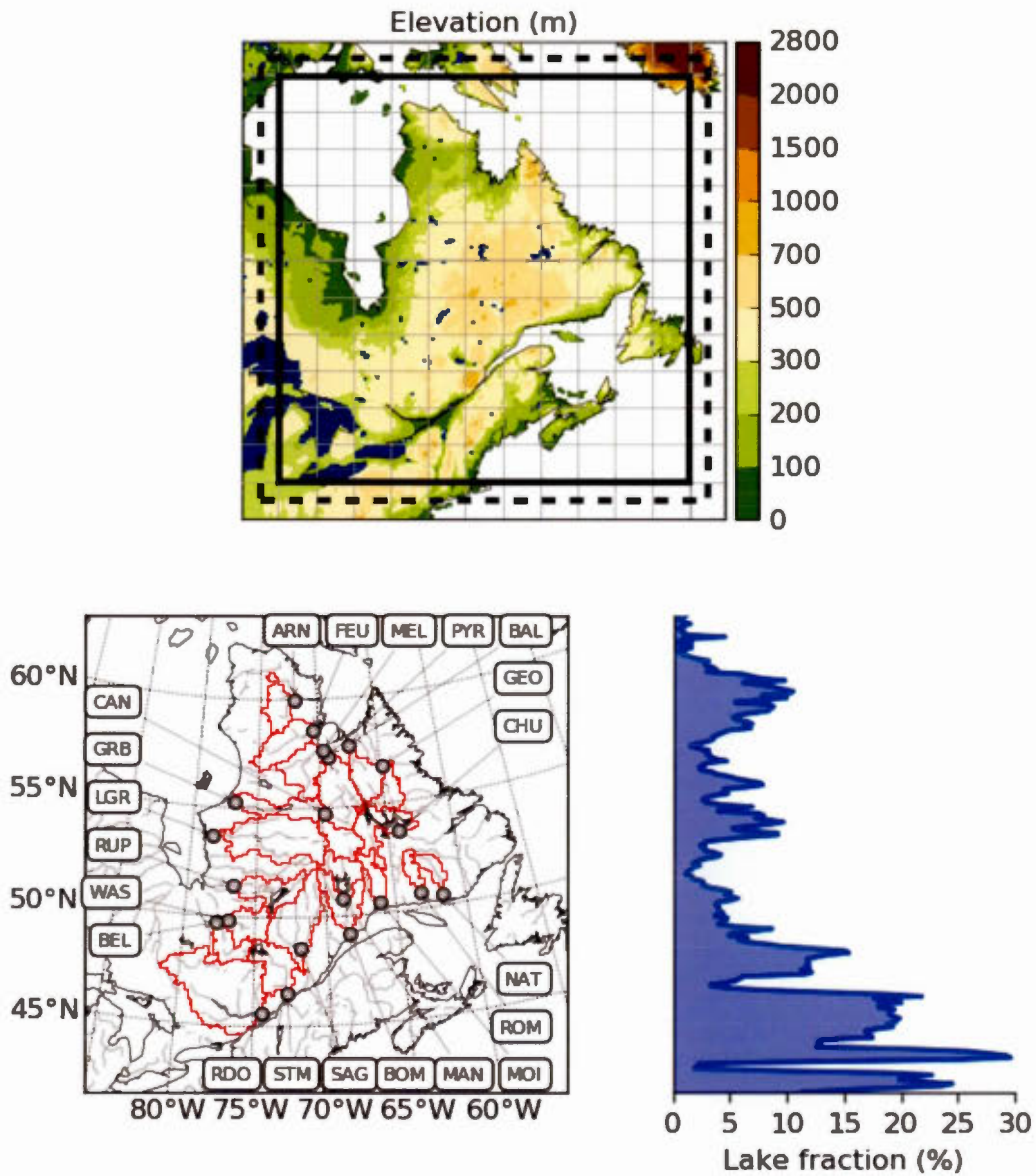 Elevation (m)
2800
2000
1500
1000
700
500
300
200
100
0
ARN FEU MEL PYR BAL
60°N
GEO
CAN
CHU
GRB
55°N
LGR
RUP
50°N
WAS
BEL
NAT
45°N
ROM
RDO STM SAG BOM MAN MOI
80°W 75°W 70°W 65°W 60°W
0 5 10 15 20 25 30
Lake fraction (%)